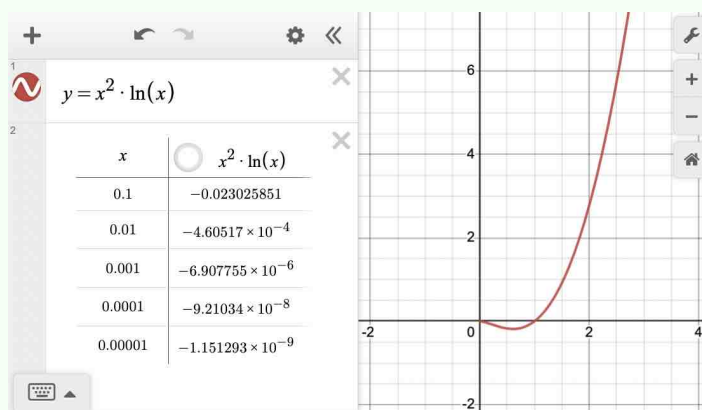 1
y = x² · ln(x)
2
x x² · ln(x)
0.1 −0.023025851
0.01 −4.60517 × 10⁻⁴
0.001 −6.907755 × 10⁻⁶
0.0001 −9.21034 × 10⁻⁸
0.00001 −1.151293 × 10⁻⁹
6
4
2
-2 0 2 4
-2